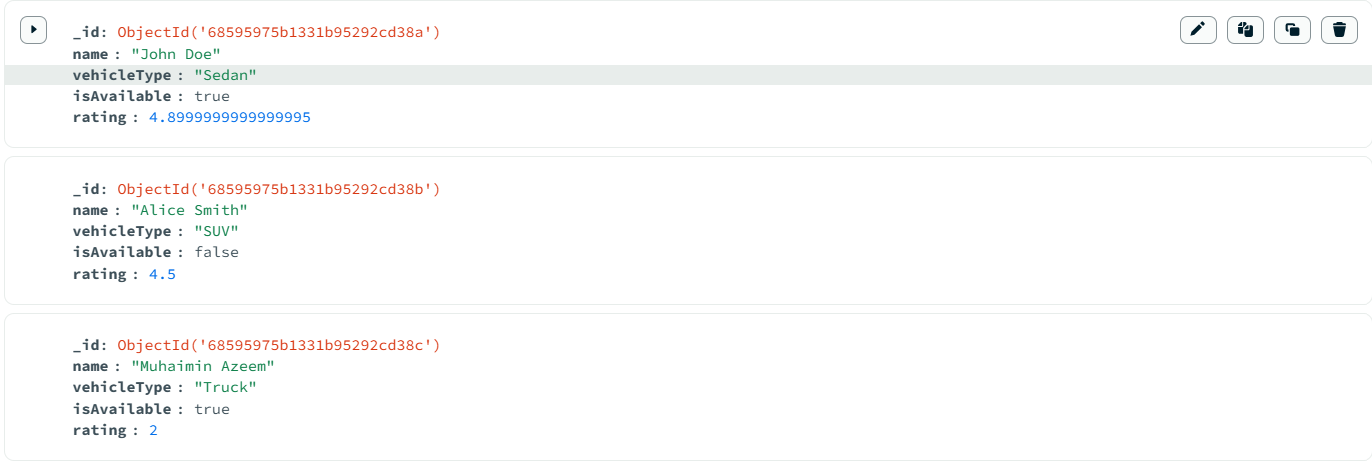 _id: ObjectId('68595975b1331b95292cd38a')
name : "John Doe"
vehicleType : "Sedan"
isAvailable : true
rating : 4.8999999999999995
_id: ObjectId('68595975b1331b95292cd38b')
name : "Alice Smith"
vehicleType : "SUV"
isAvailable : false
rating : 4.5
_id: ObjectId('68595975b1331b95292cd38c')
name : "Muhaimin Azeem"
vehicleType : "Truck"
isAvailable : true
rating : 2